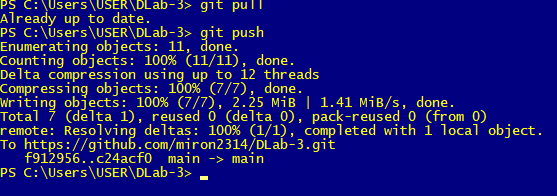 PS C:\Users\USER\DLab-3> git pull
Already up to date.
PS C:\Users\USER\DLab-3> git push
Enumerating objects: 11, done.
Counting objects: 100% (11/11), done.
Delta compression using up to 12 threads
Compressing objects: 100% (7/7), done.
Writing objects: 100% (7/7), 2.25 MiB | 1.41 MiB/s, done.
Total 7 (delta 1), reused 0 (delta 0), pack-reused 0 (from 0)
remote: Resolving deltas: 100% (1/1), completed with 1 local object.
To https://github.com/miron2314/DLab-3.git
   f912956..c24acf0  main -> main
PS C:\Users\USER\DLab-3> _